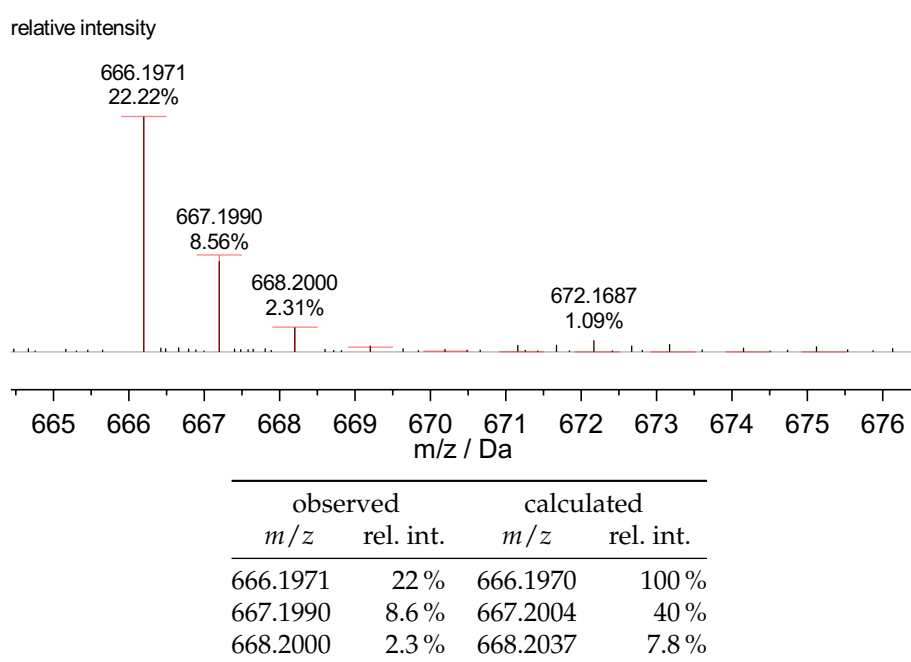 relative intensity
666.1971
22.22%
667.1990
8.56%
668.2000
2.31%
672.1687
1.09%
665 666 667 668 669 670 671 672 673 674 675 676
m/z / Da
observed calculated
m/z rel. int. m/z rel. int.
666.1971 22 % 666.1970 100 %
667.1990 8.6 % 667.2004 40 %
668.2000 2.3 % 668.2037 7.8 %